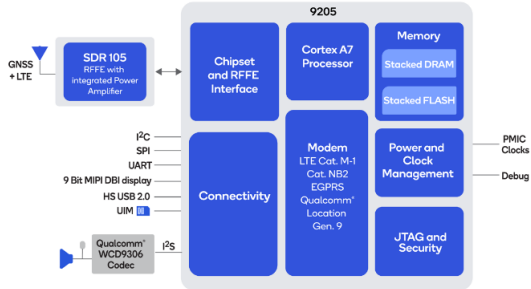 9205
GNSS
+ LTE
SDR 105
RFFE with
integrated Power
Amplifier
Chipset
and RFFE
Interface
Cortex A7
Processor
Memory
Stacked DRAM
Stacked FLASH
I²C
SPI
UART
9 Bit MIPI DBI display
HS USB 2.0
UIM
Connectivity
Modem
LTE Cat. M-1
Cat. NB2
EGPRS
Qualcomm®
Location
Gen. 9
Power and
Clock
Management
PMIC
Clocks
Debug
JTAG and
Security
Qualcomm®
WCD9306
Codec
I²S